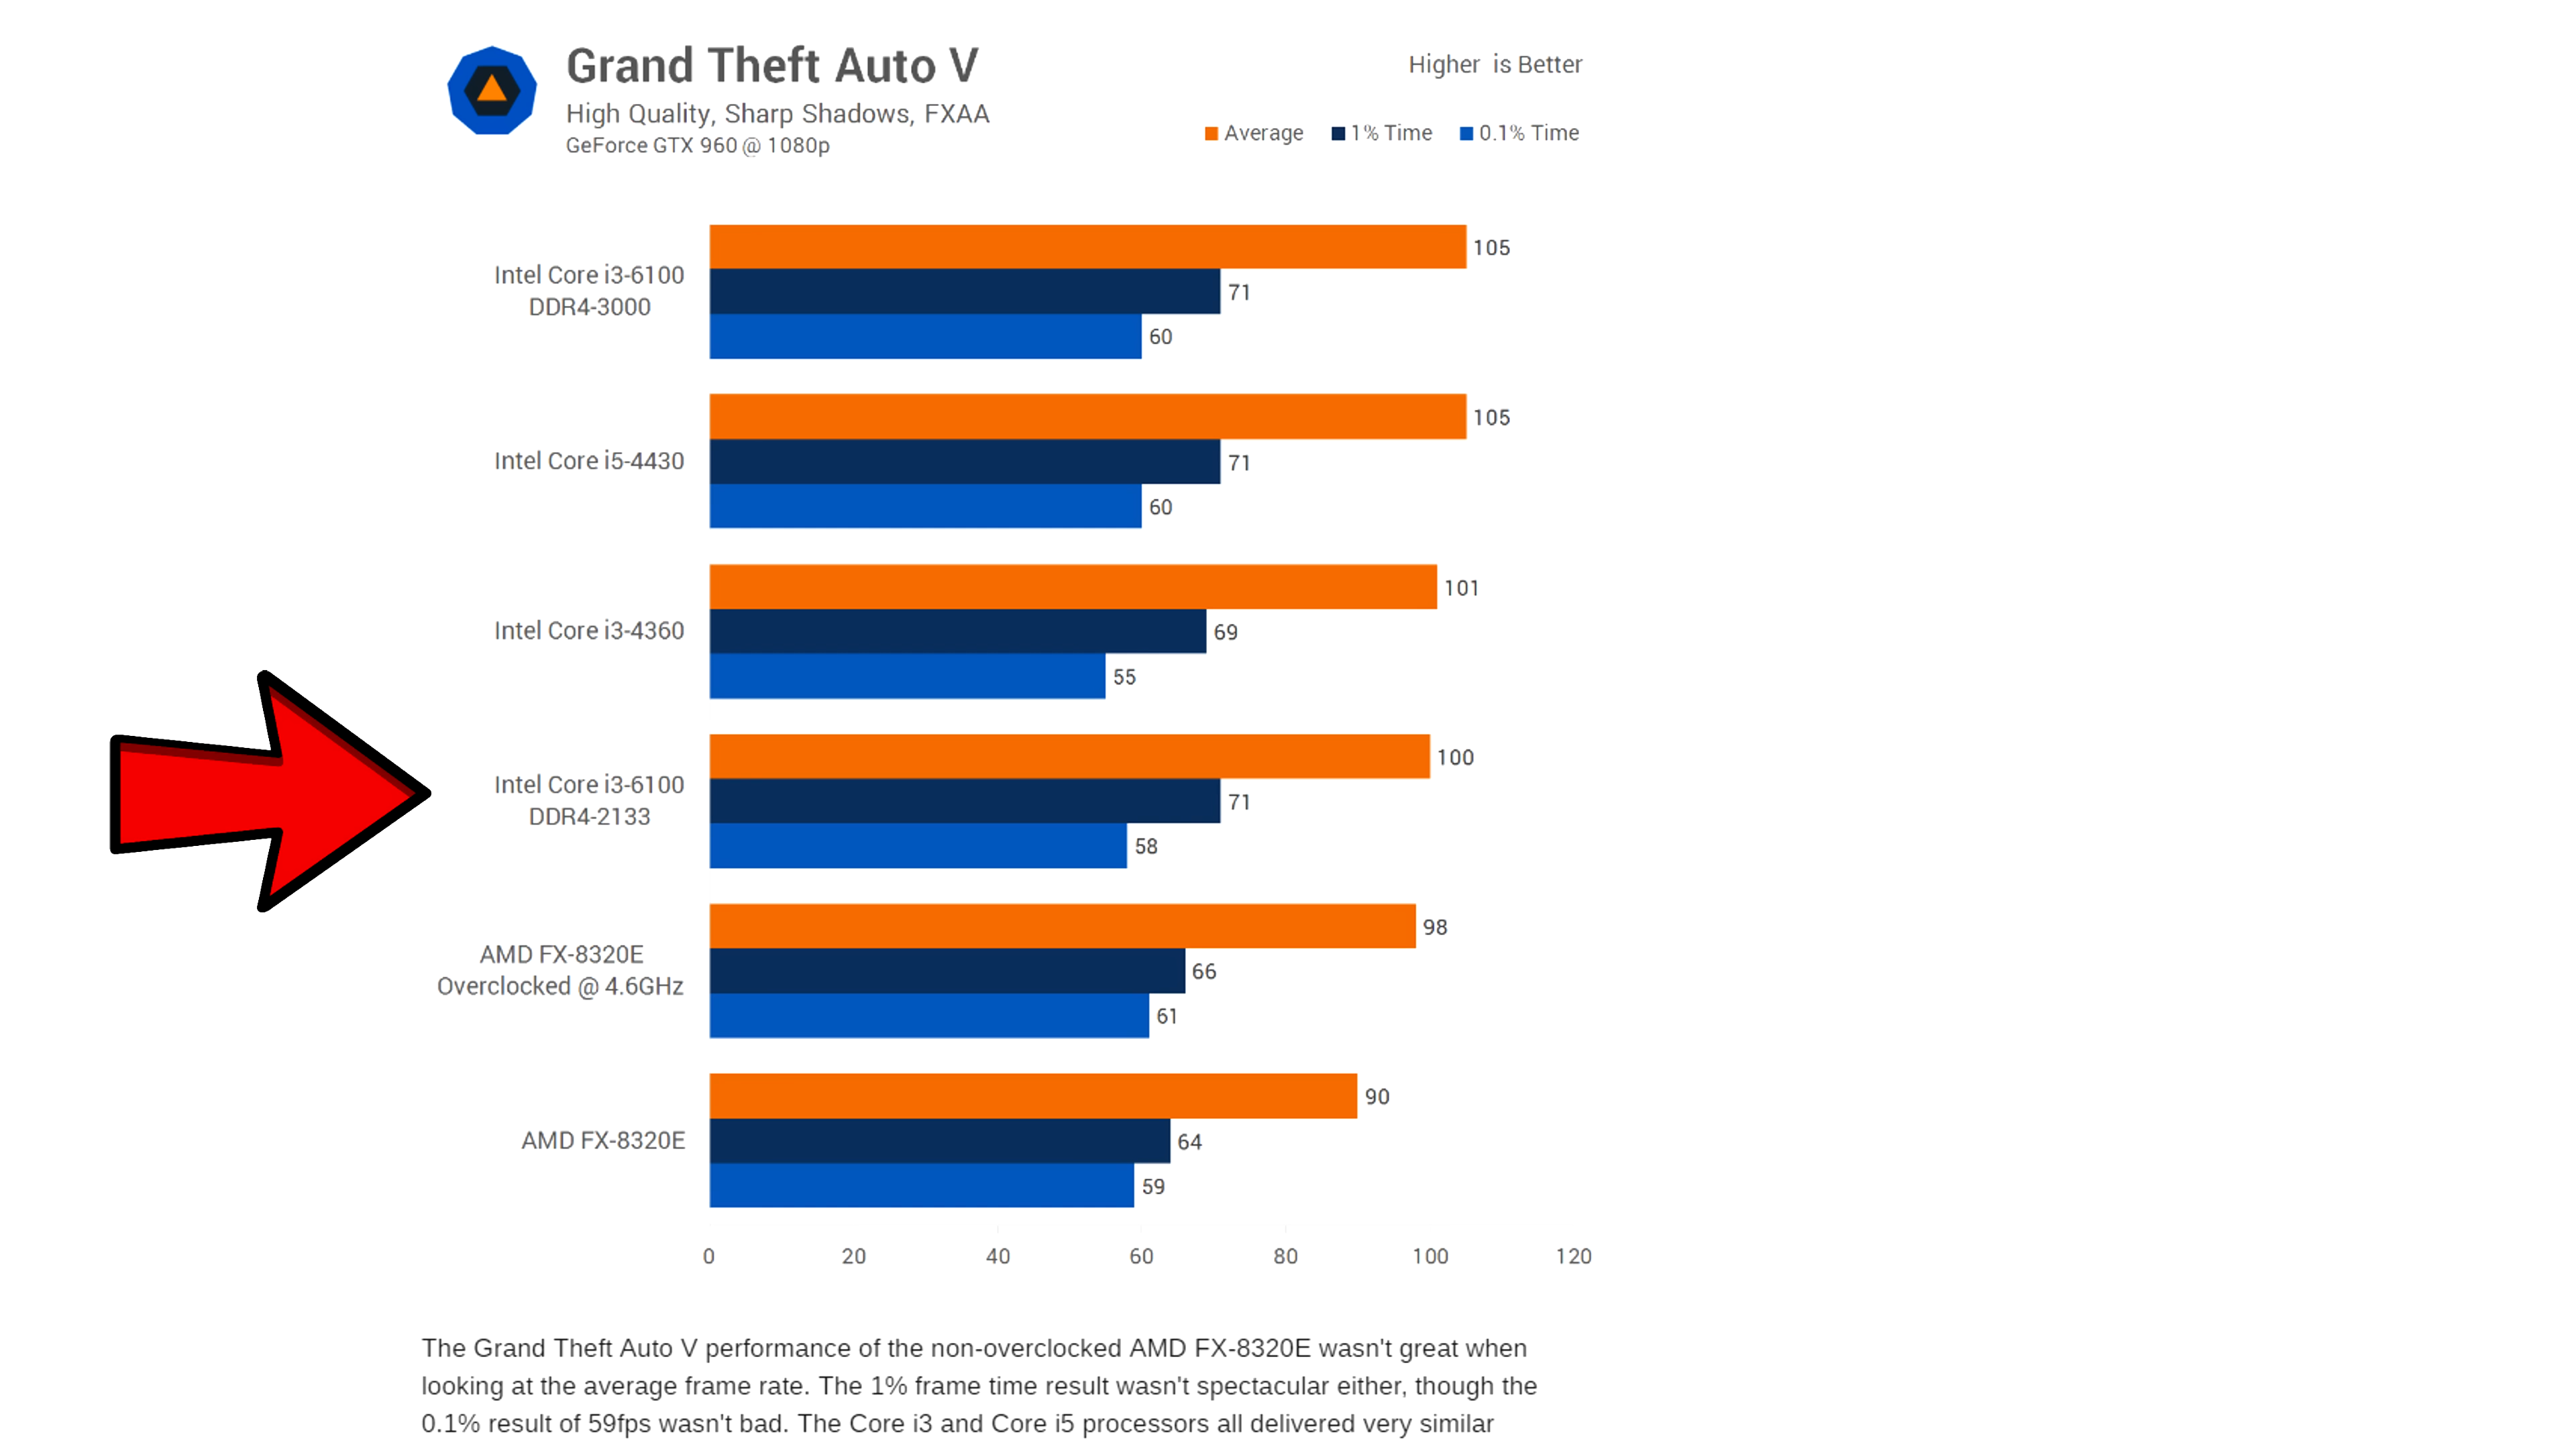 Grand Theft Auto V
High Quality, Sharp Shadows, FXAA
GeForce GTX 960 @ 1080p
Higher is Better
Average 1% Time 0.1% Time
Intel Core i3-6100
DDR4-3000
105
71
60
Intel Core i5-4430
105
71
60
Intel Core i3-4360
101
69
55
Intel Core i3-6100
DDR4-2133
100
71
58
AMD FX-8320E
Overclocked @ 4.6GHz
98
66
61
AMD FX-8320E
90
64
59
0 20 40 60 80 100 120
The Grand Theft Auto V performance of the non-overclocked AMD FX-8320E wasn't great when
looking at the average frame rate. The 1% frame time result wasn't spectacular either, though the
0.1% result of 59fps wasn't bad. The Core i3 and Core i5 processors all delivered very similar